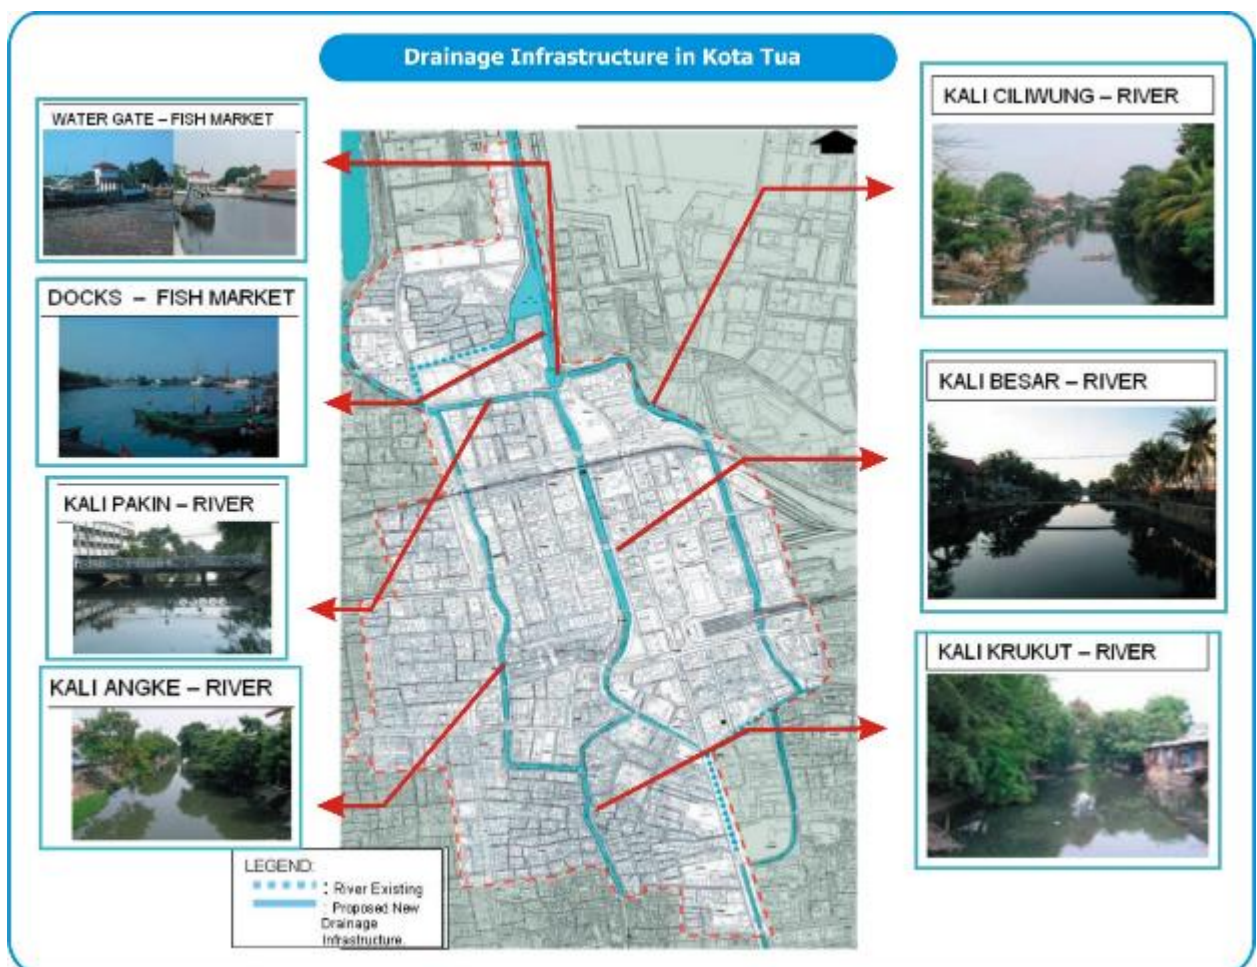 Drainage Infrastructure in Kota Tua
WATER GATE – FISH MARKET
DOCKS – FISH MARKET
KALI PAKIN – RIVER
KALI ANGKE – RIVER
KALI CILIWUNG – RIVER
KALI BESAR – RIVER
KALI KRUKUT – RIVER
LEGEND:
: River Existing
: Proposed New
Drainage
Infrastructure.